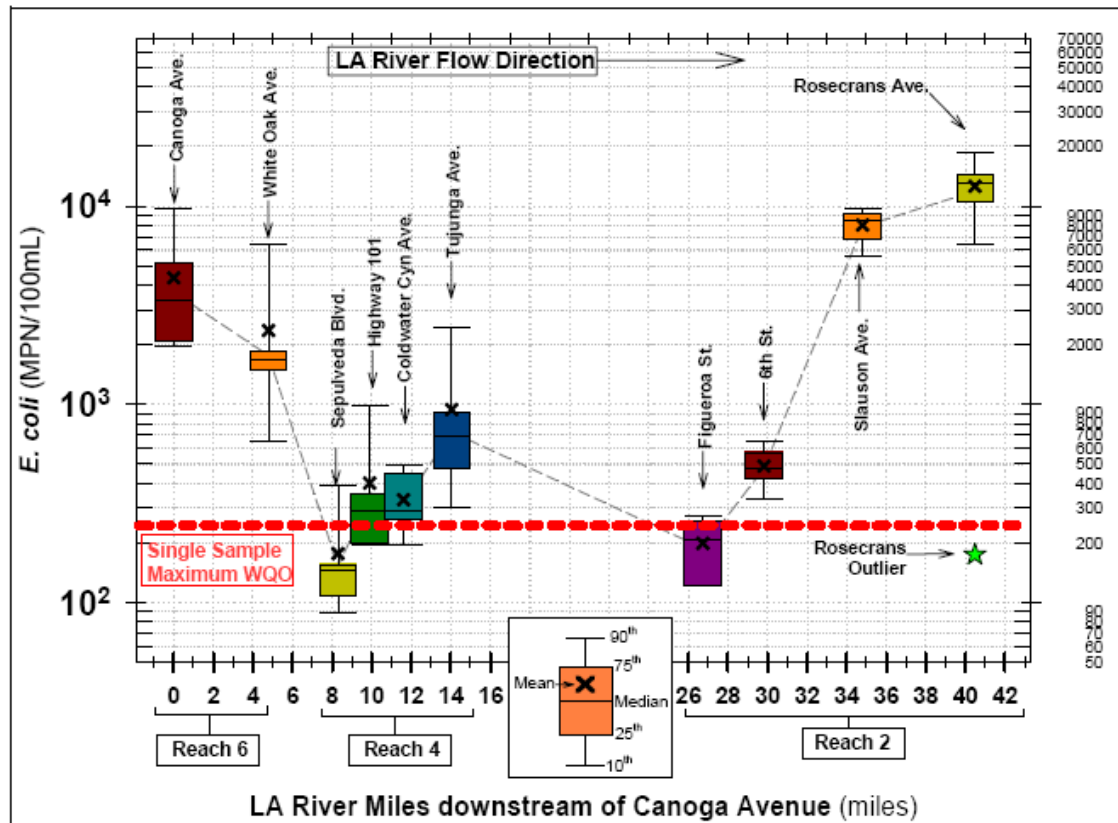 LA River Flow Direction
Canoga Ave.
White Oak Ave.
Sepulveda Blvd.
Highway 101
Coldwater Cyn Ave.
Tujunga Ave.
Figueroa St.
6th St.
Slauson Ave.
Rosecrans Ave.
Rosecrans
Outlier
Single Sample
Maximum WQO
E. coli (MPN/100mL)
10⁴
10³
10²
70000
60000
50000
40000
30000
20000
9000
8000
7000
6000
5000
4000
3000
2000
900
800
700
600
500
400
300
200
90
80
70
60
50
90th
75th
Mean
Median
25th
10th
0 2 4 6 8 10 12 14 16 26 28 30 32 34 36 38 40 42
Reach 6
Reach 4
Reach 2
LA River Miles downstream of Canoga Avenue (miles)